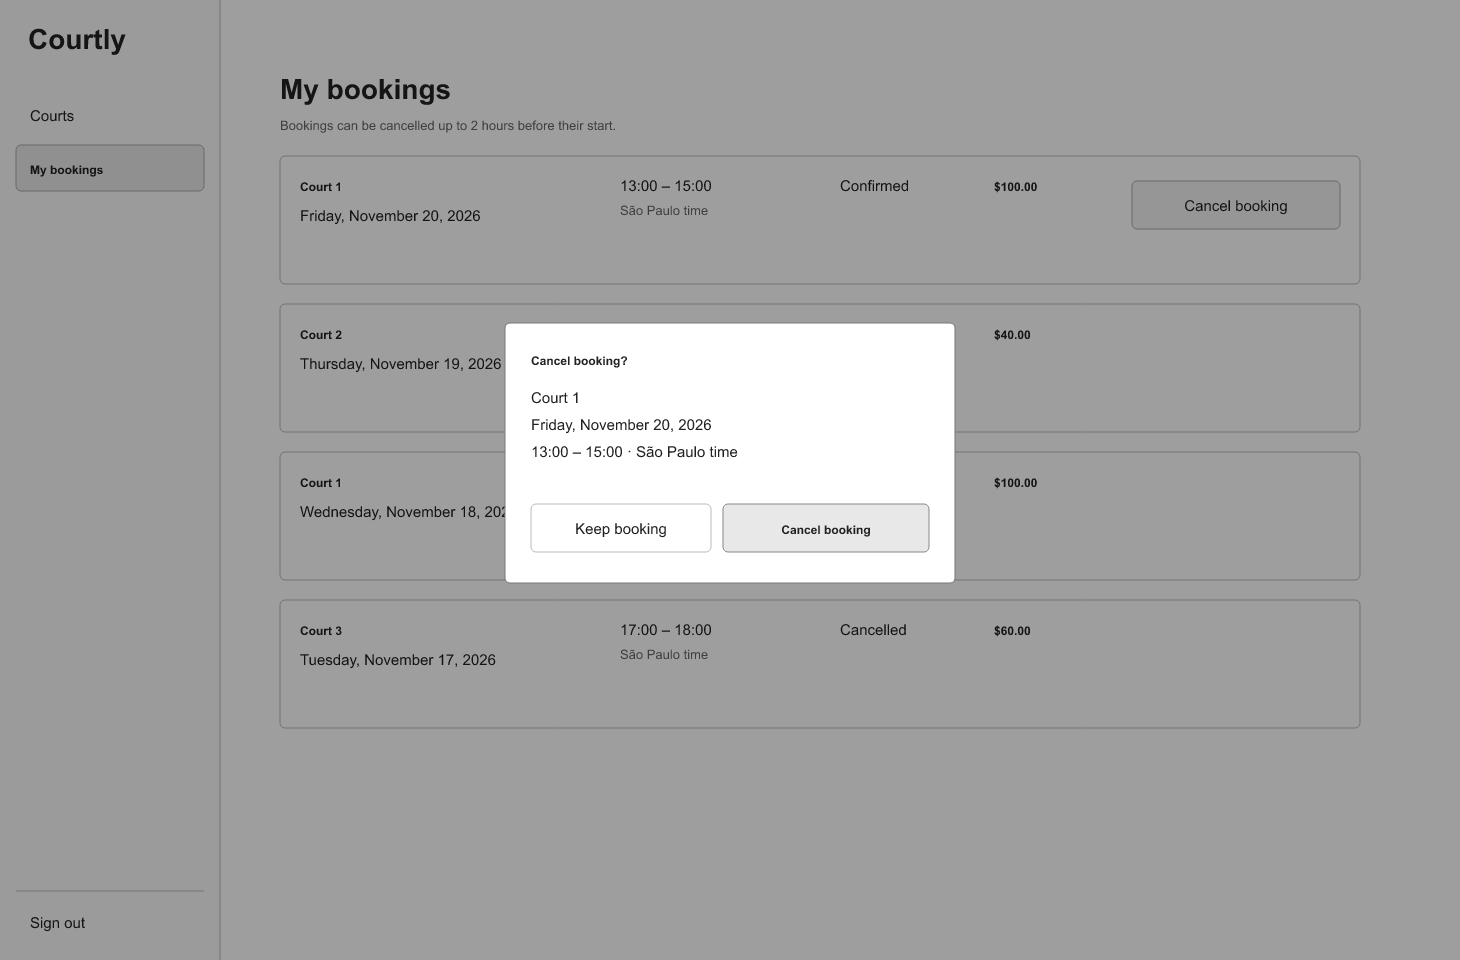 Courtly
Courts
My bookings
Sign out
My bookings
Bookings can be cancelled up to 2 hours before their start.
Court 1
Friday, November 20, 2026
13:00 – 15:00
São Paulo time
Confirmed
$100.00
Cancel booking
Court 2
Thursday, November 19, 2026
$40.00
Court 1
Wednesday, November 18,
$100.00
Court 3
Tuesday, November 17, 2026
17:00 – 18:00
São Paulo time
Cancelled
$60.00
Cancel booking?
Court 1
Friday, November 20, 2026
13:00 – 15:00 · São Paulo time
Keep booking
Cancel booking